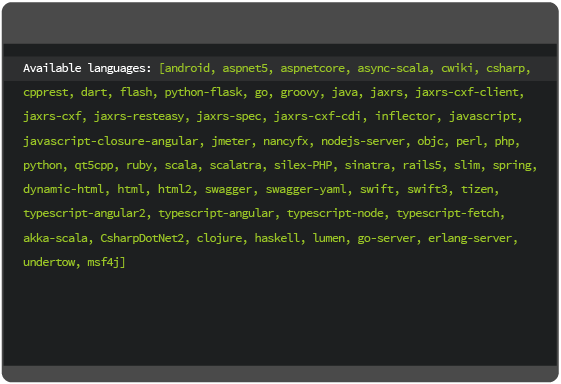 Available languages: [android, aspnet5, aspnetcore, async-scala, cwiki, csharp,
cpprest, dart, flash, python-flask, go, groovy, java, jaxrs, jaxrs-cxf-client,
jaxrs-cxf, jaxrs-resteasy, jaxrs-spec, jaxrs-cxf-cdi, inflector, javascript,
javascript-closure-angular, jmeter, nancyfx, nodejs-server, objc, perl, php,
python, qt5cpp, ruby, scala, scalatra, silex-PHP, sinatra, rails5, slim, spring,
dynamic-html, html, html2, swagger, swagger-yaml, swift, swift3, tizen,
typescript-angular2, typescript-angular, typescript-node, typescript-fetch,
akka-scala, CsharpDotNet2, clojure, haskell, lumen, go-server, erlang-server,
undertow, msf4j]